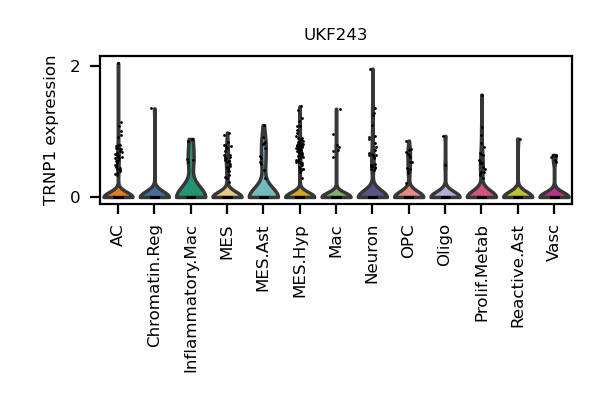 UKF243
TRNP1 expression
2
0
AC
Chromatin.Reg
Inflammatory.Mac
MES
MES.Ast
MES.Hyp
Mac
Neuron
OPC
Oligo
Prolif.Metab
Reactive.Ast
Vasc